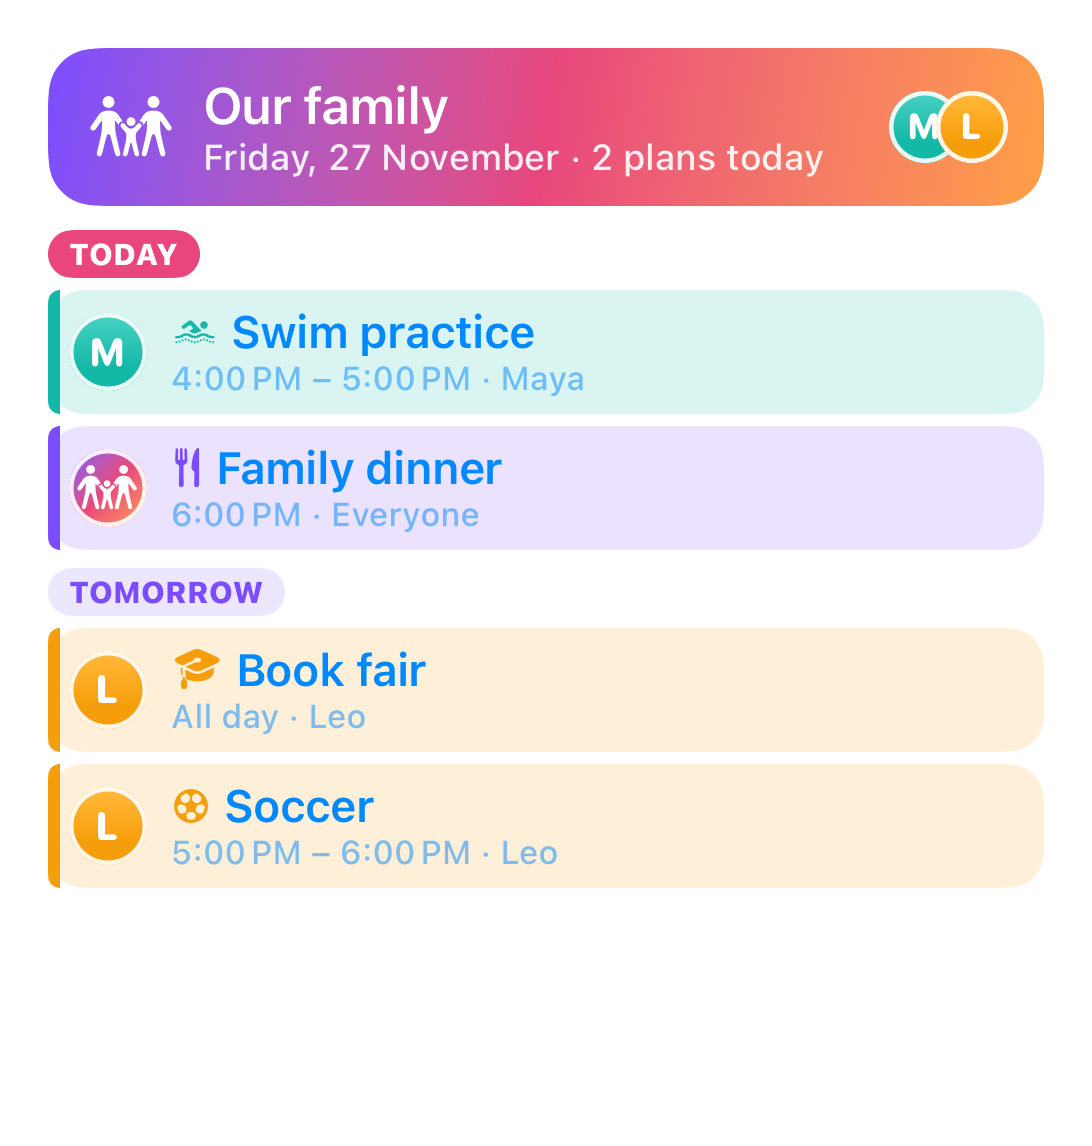 Our family
Friday, 27 November · 2 plans today
M L
TODAY
M
Swim practice
4:00 PM – 5:00 PM · Maya
Family dinner
6:00 PM · Everyone
TOMORROW
L
Book fair
All day · Leo
L
Soccer
5:00 PM – 6:00 PM · Leo